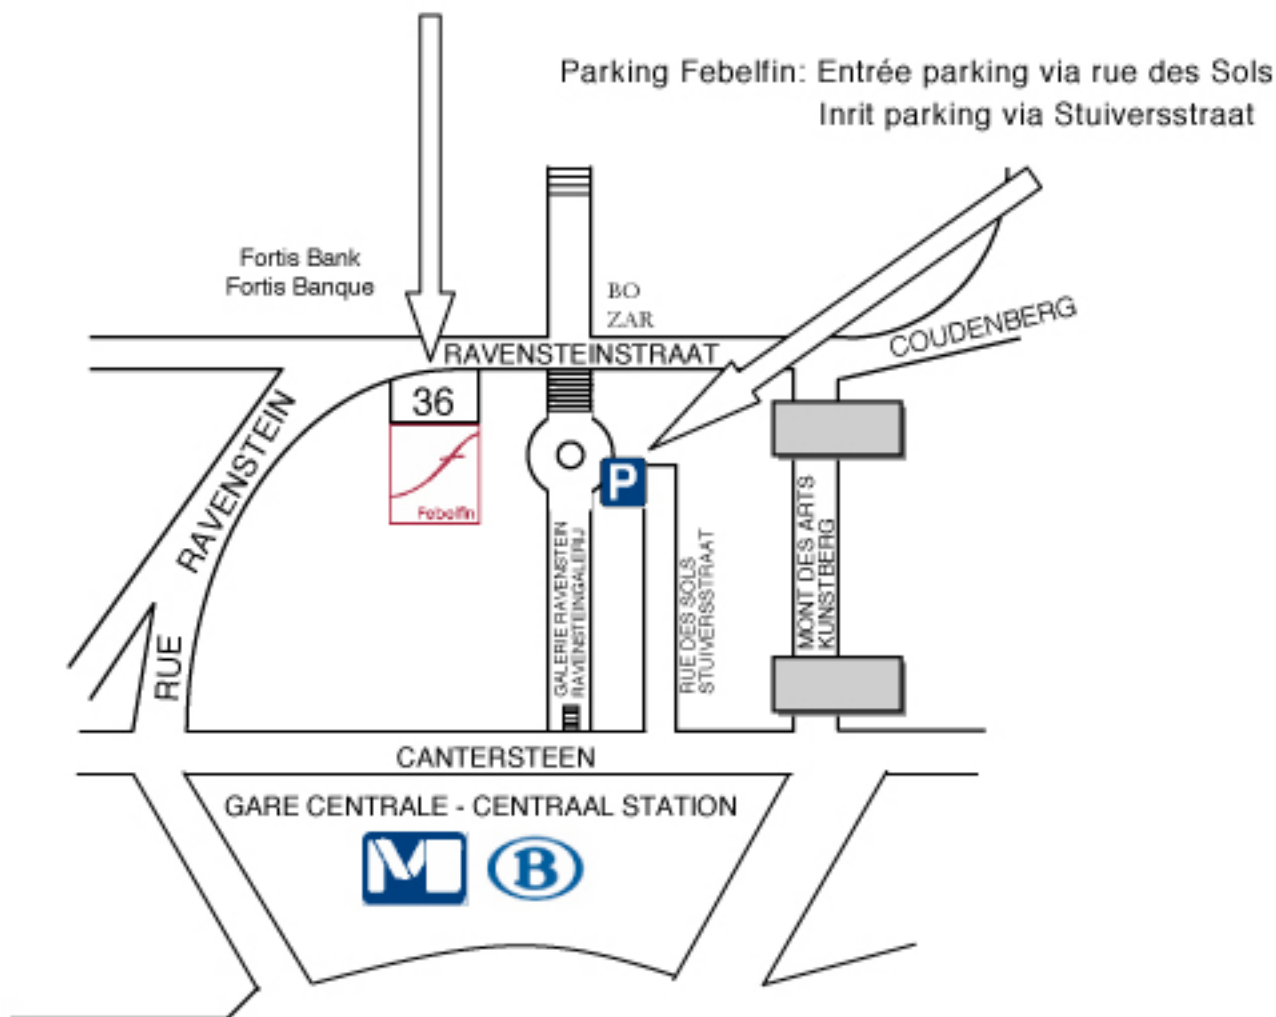 Parking Febelfin: Entrée parking via rue des Sols
Inrit parking via Stuiversstraat
Fortis Bank
Fortis Banque
BO
ZAR
COUDENBERG
RAVENSTEINSTRAAT
36
Febelfin
P
RUE RAVENSTEIN
GALERIE RAVENSTEIN
RAVENSTEINGALERIJ
RUE DES SOLS
STUIVERSSTRAAT
MONT DES ARTS
KUNSTBERG
CANTERSTEEN
GARE CENTRALE - CENTRAAL STATION
M
B